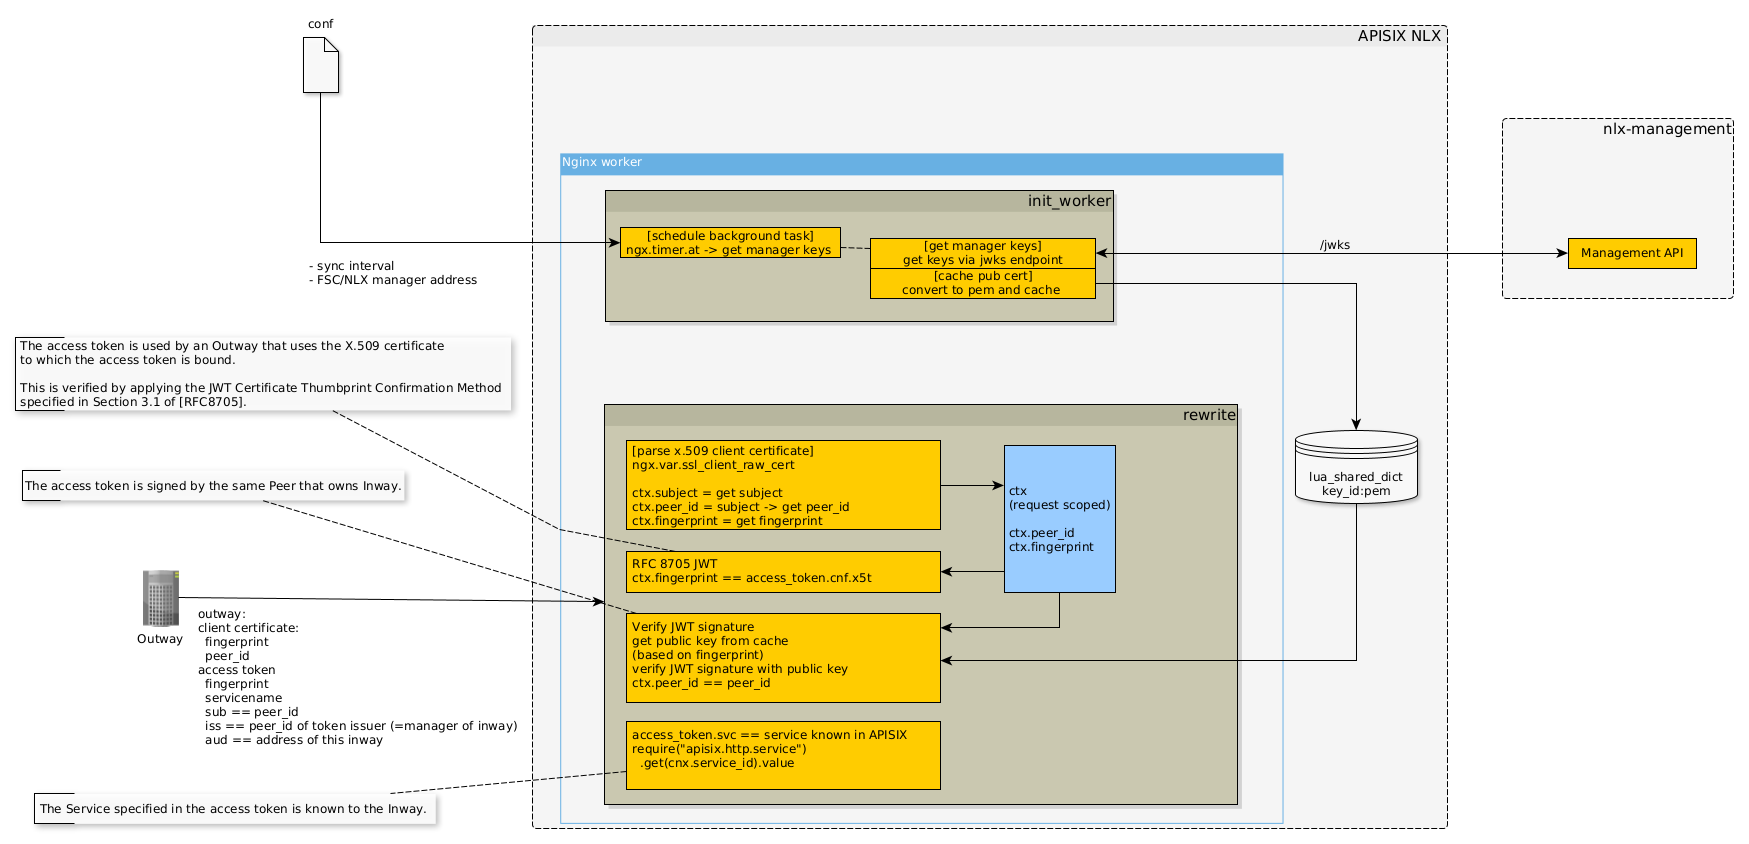 conf
APISIX NLX
nlx-management
Nginx worker
init_worker
[schedule background task]
ngx.timer.at -> get manager keys
[get manager keys]
get keys via jwks endpoint
[cache pub cert]
convert to pem and cache
/jwks
Management API
- sync interval
- FSC/NLX manager address
The access token is used by an Outway that uses the X.509 certificate
to which the access token is bound.
This is verified by applying the JWT Certificate Thumbprint Confirmation Method
specified in Section 3.1 of [RFC8705].
rewrite
[parse x.509 client certificate]
ngx.var.ssl_client_raw_cert
ctx.subject = get subject
ctx.peer_id = subject -> get peer_id
ctx.fingerprint = get fingerprint
ctx
(request scoped)
ctx.peer_id
ctx.fingerprint
lua_shared_dict
key_id:pem
The access token is signed by the same Peer that owns Inway.
RFC 8705 JWT
ctx.fingerprint == access_token.cnf.x5t
Outway
outway:
client certificate:
fingerprint
peer_id
access token
fingerprint
servicename
sub == peer_id
iss == peer_id of token issuer (=manager of inway)
aud == address of this inway
Verify JWT signature
get public key from cache
(based on fingerprint)
verify JWT signature with public key
ctx.peer_id == peer_id
access_token.svc == service known in APISIX
require("apisix.http.service")
.get(cnx.service_id).value
The Service specified in the access token is known to the Inway.